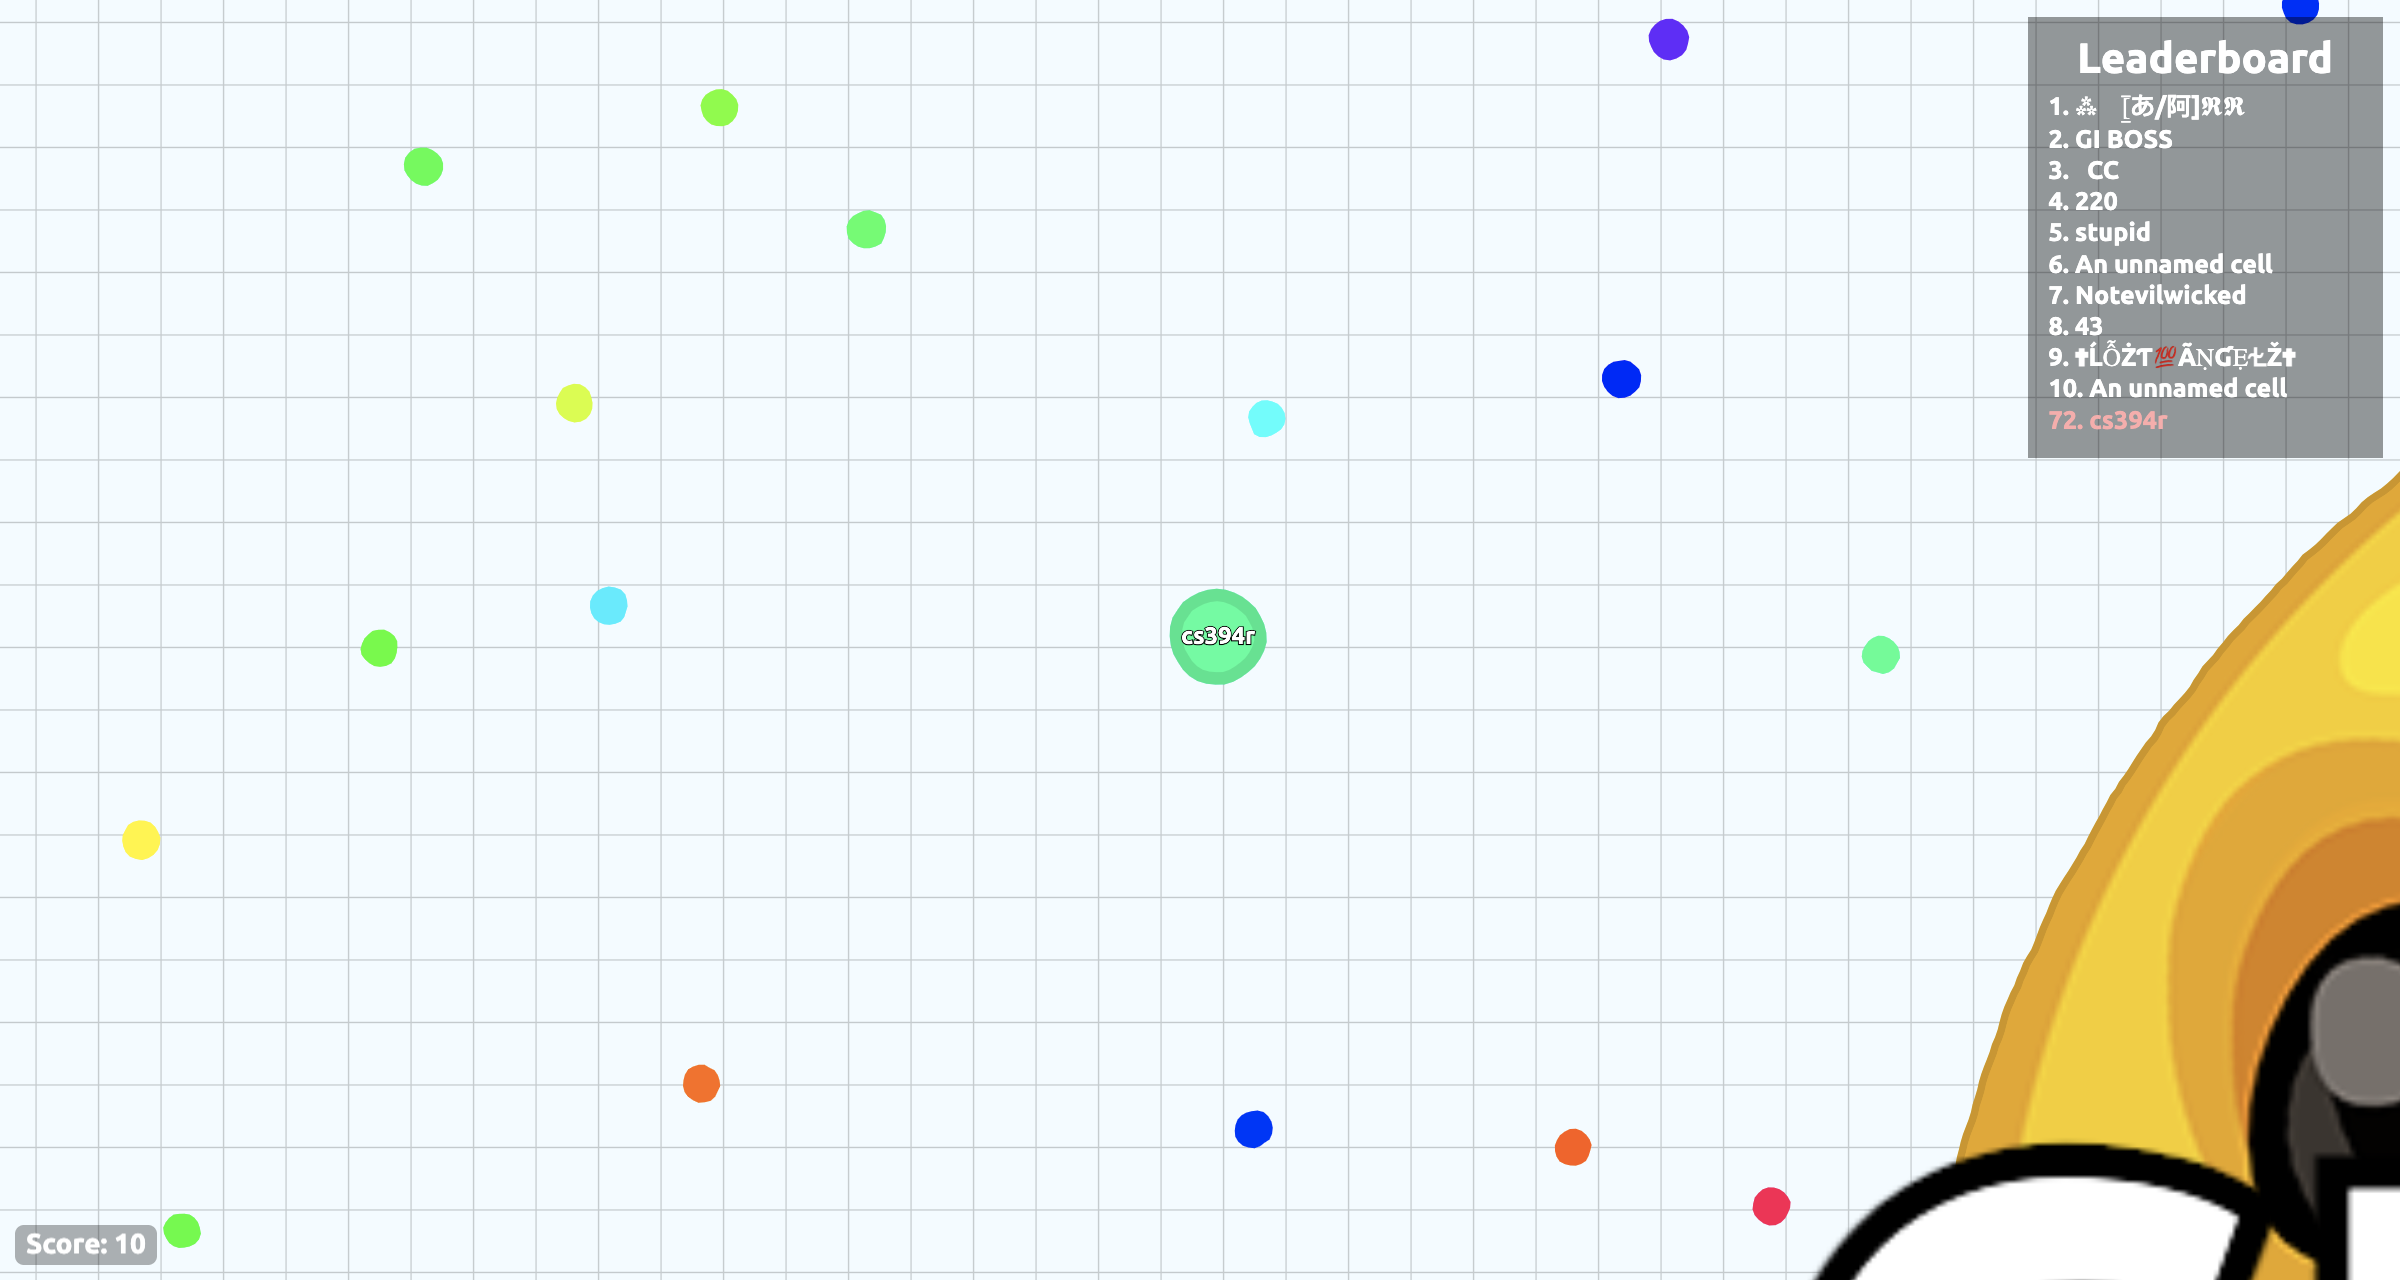 Leaderboard
1. ⁂ [あ/阿]ℜℜ
2. GI BOSS
3. CC
4. 220
5. stupid
6. An unnamed cell
7. Notevilwicked
8. 43
9. ✝ĹỖŻT💯ÃṆGẸŁŽ✝
10. An unnamed cell
72. cs394r
cs394r
Score: 10